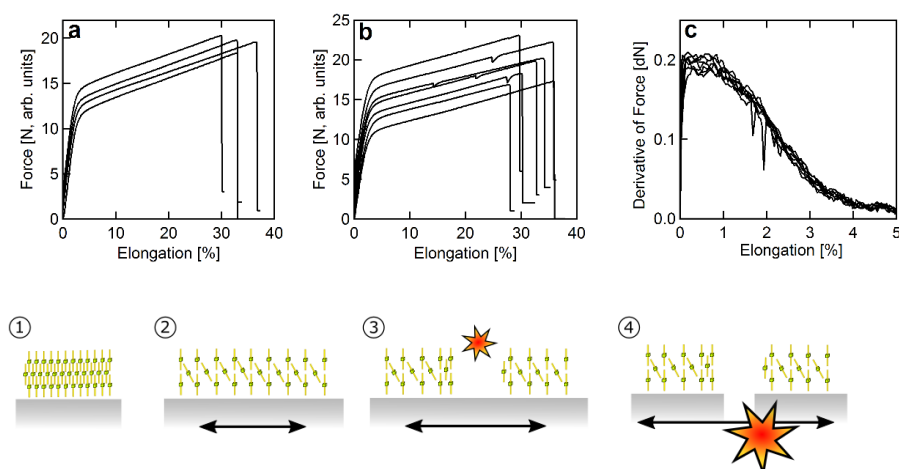 a
Force [N, arb. units]
20
15
10
5
0
0 10 20 30 40
Elongation [%]
b
Force [N, arb. units]
25
20
15
10
5
0
0 10 20 30 40
Elongation [%]
c
Derivative of Force [dN]
0.2
0.1
0.0
0 1 2 3 4 5
Elongation [%]
①
②
③
④